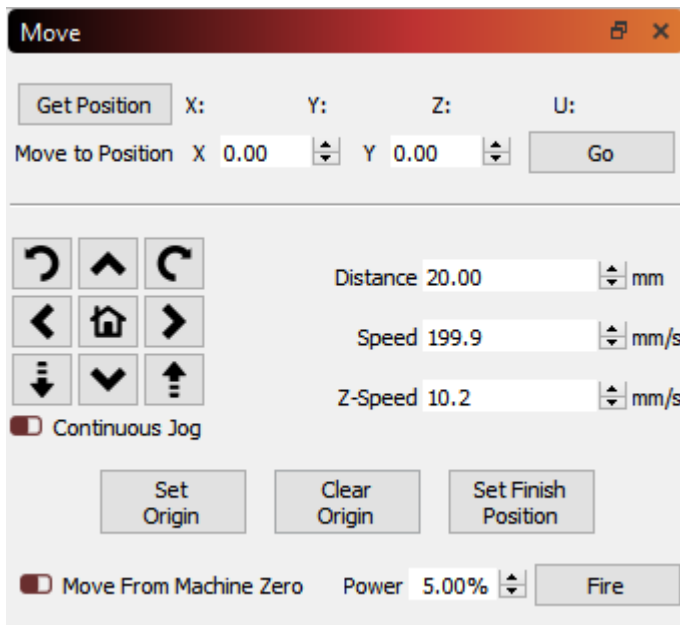 Move
Get Position X: Y: Z: U:
Move to Position X 0.00 Y 0.00 Go
Distance 20.00 mm
Speed 199.9 mm/s
Z-Speed 10.2 mm/s
Continuous Jog
Set Origin Clear Origin Set Finish Position
Move From Machine Zero Power 5.00% Fire